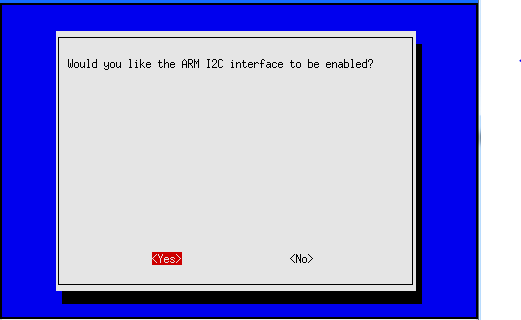 Would you like the ARM I2C interface to be enabled?
<Yes> <No>